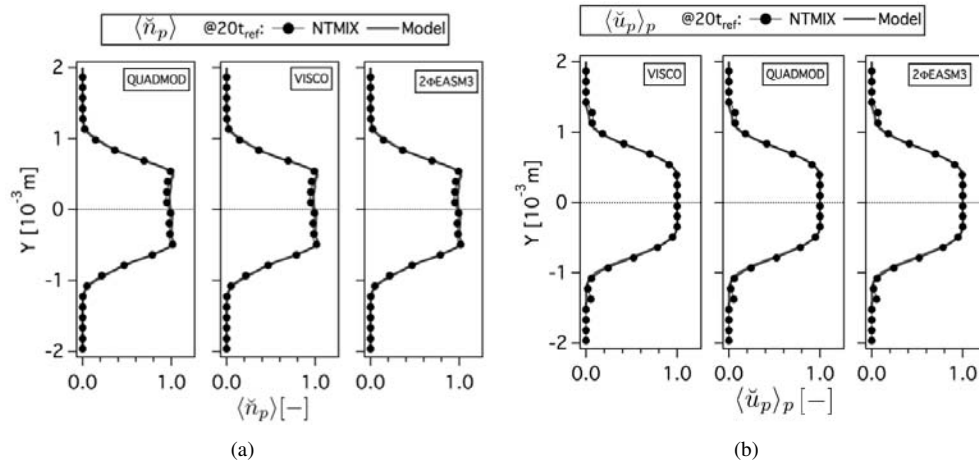 ⟨n̆p⟩ @20tref: NTMIX Model
QUADMOD VISCO 2ΦEASM3
2
1
0
-1
-2
Y [10⁻³m]
0.0 1.0 0.0 1.0 0.0 1.0
⟨n̆p⟩[−]
(a)
⟨ŭp⟩p @20tref: NTMIX Model
VISCO QUADMOD 2ΦEASM3
2
1
0
-1
-2
Y [10⁻³m]
0.0 1.0 0.0 1.0 0.0 1.0
⟨ŭp⟩p [−]
(b)